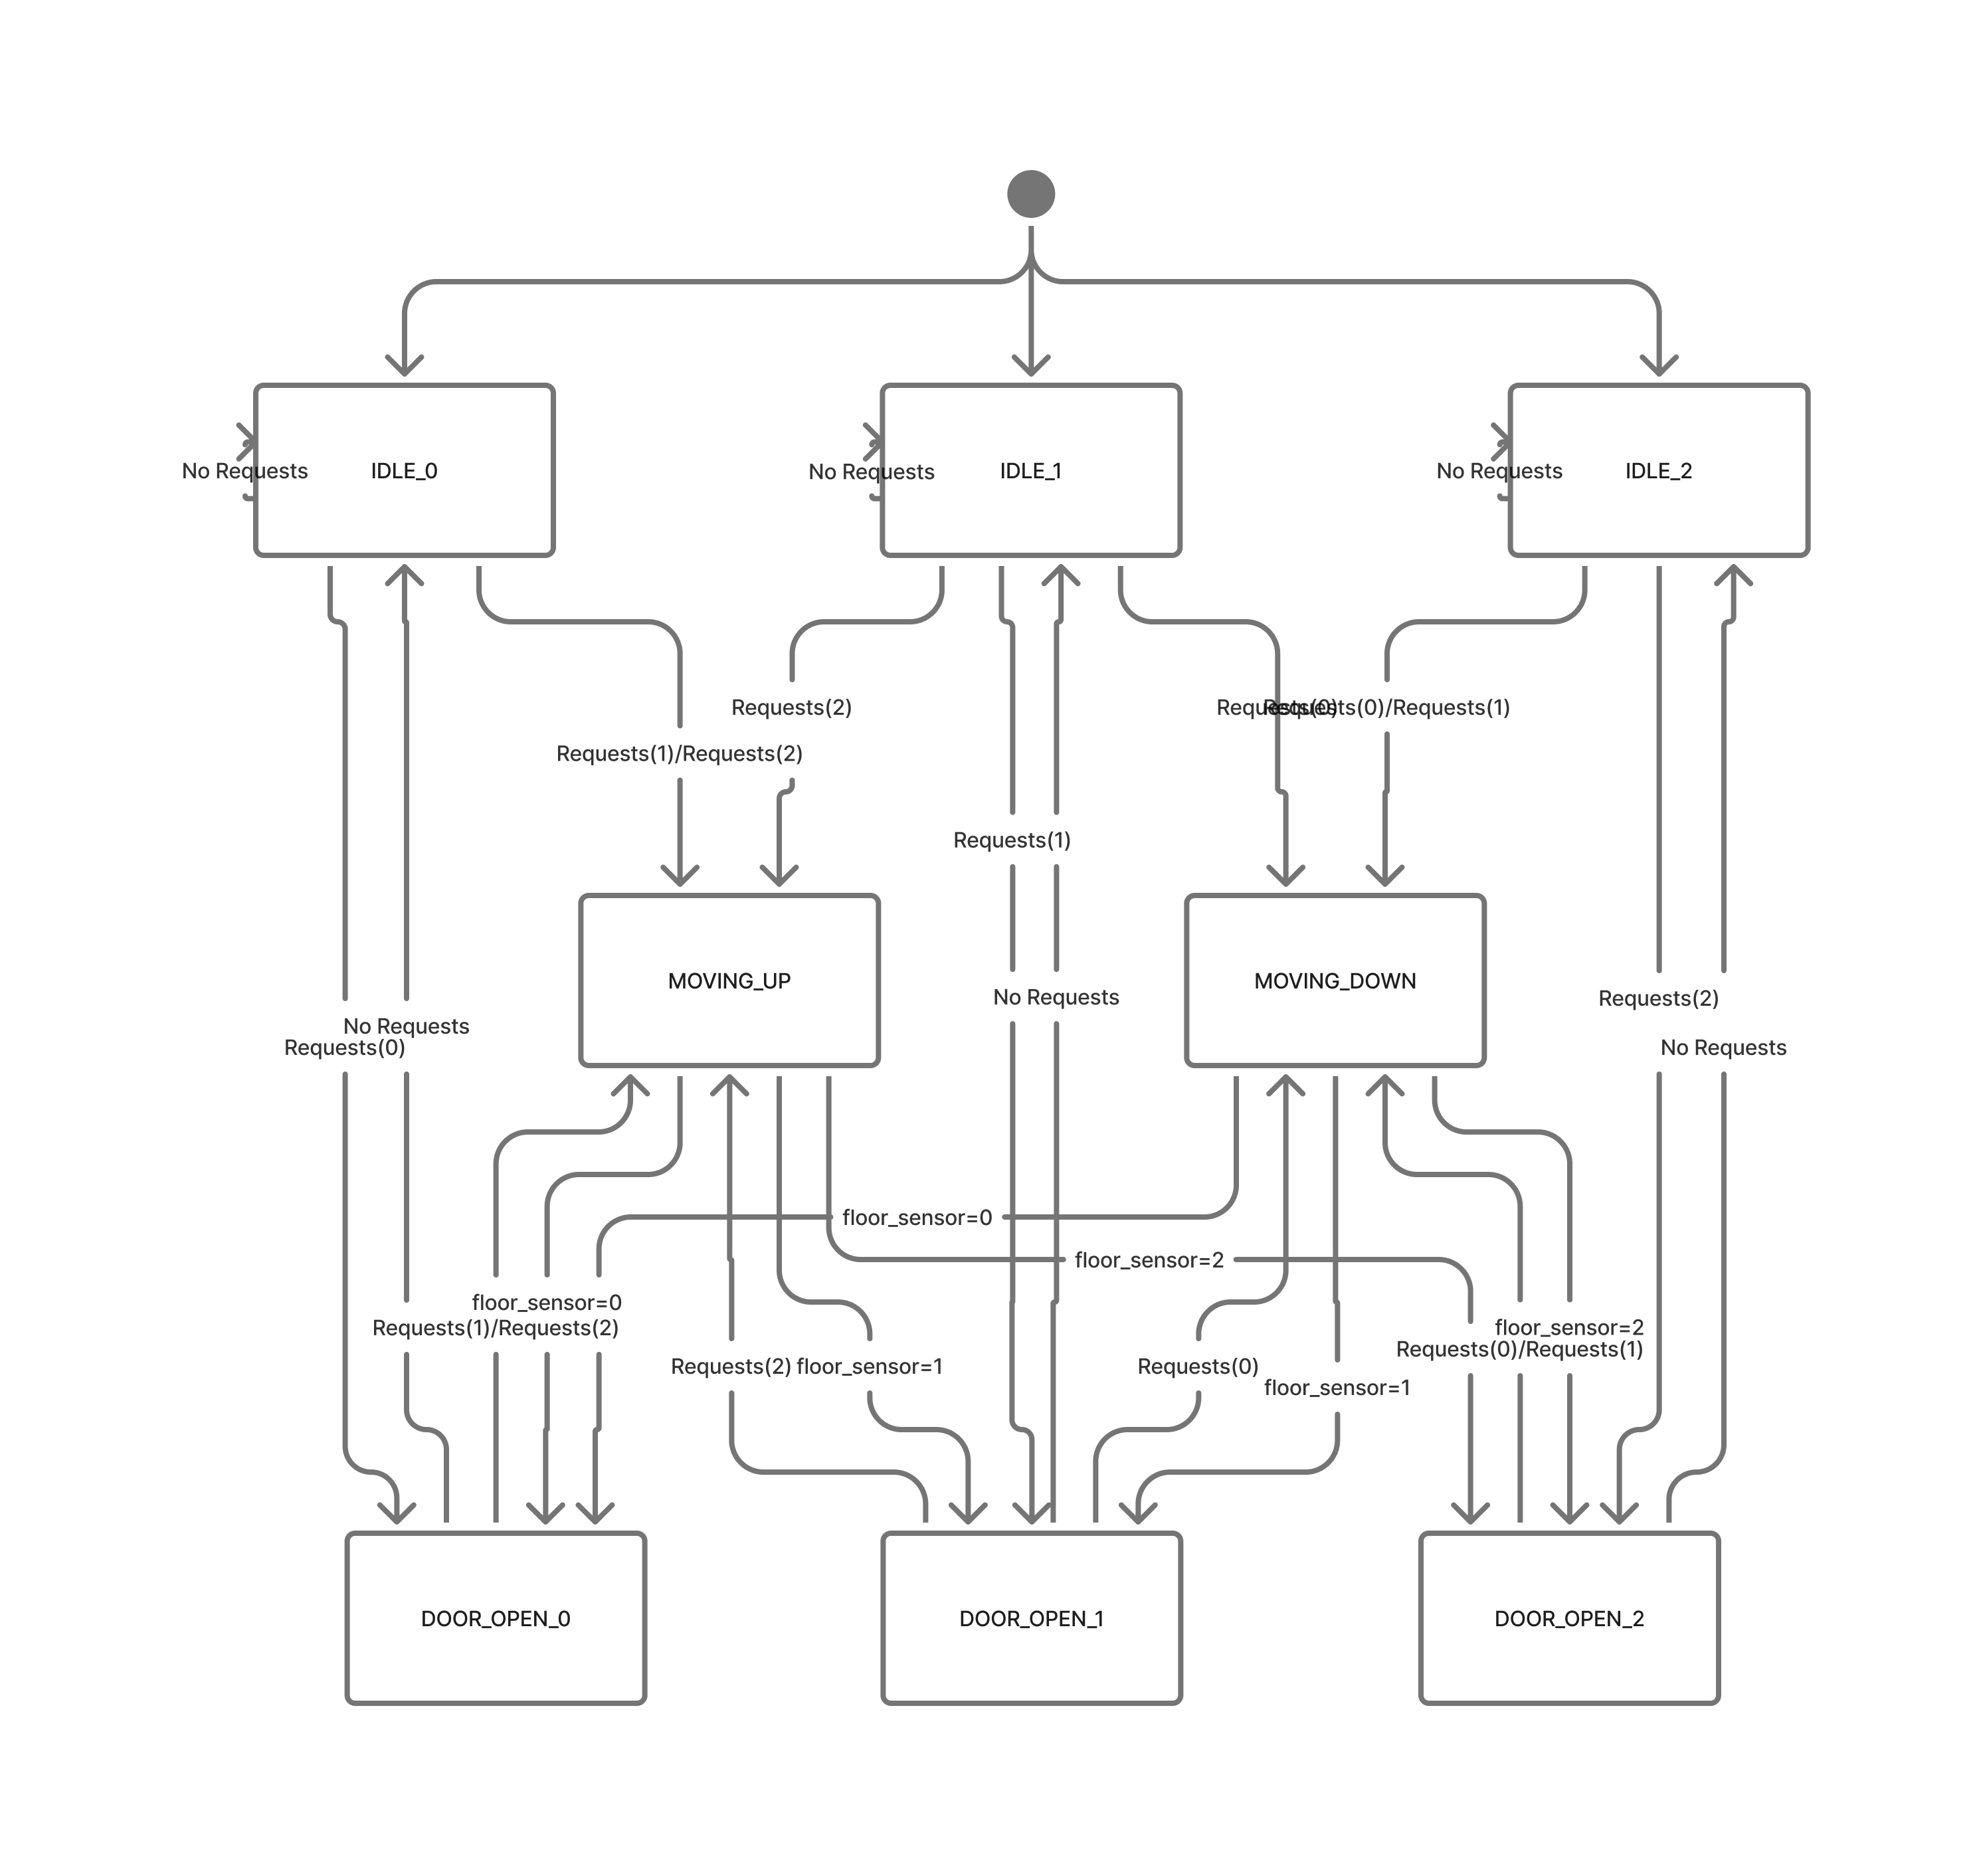 No Requests
IDLE_0
No Requests
IDLE_1
No Requests
IDLE_2
Requests(2)
Requests(0)
Requests(0)/Requests(1)
Requests(1)/Requests(2)
Requests(1)
MOVING_UP
MOVING_DOWN
No Requests
Requests(2)
No Requests
Requests(0)
No Requests
floor_sensor=0
floor_sensor=2
floor_sensor=0
Requests(1)/Requests(2)
floor_sensor=2
Requests(0)/Requests(1)
Requests(2)
floor_sensor=1
Requests(0)
floor_sensor=1
DOOR_OPEN_0
DOOR_OPEN_1
DOOR_OPEN_2